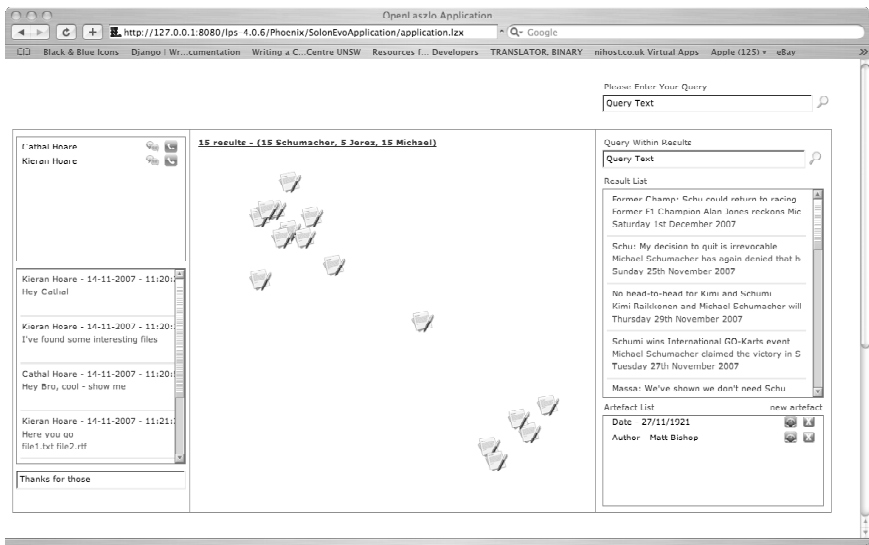 OpenLaszlo Application
http://127.0.0.1:8080/lps-4.0.6/Phoenix/SolonEvoApplication/application.lzx
Google
Black & Blue Icons Django | Wr...cumentation Writing a C...Centre UNSW Resources f... Developers TRANSLATOR, BINARY nihost.co.uk Virtual Apps Apple (125) eBay
Please Enter Your Query
Query Text
Cathal Hoare
Kieran Hoare
Kieran Hoare - 14-11-2007 - 11:20:
Hey Cathal
Kieran Hoare - 14-11-2007 - 11:20:
I've found some interesting files
Cathal Hoare - 14-11-2007 - 11:20:
Hey Bro, cool - show me
Kieran Hoare - 14-11-2007 - 11:21:
Here you go
file1.txt file2.rtf
Thanks for those
15 results - (15 Schumacher, 5 Jerez, 15 Michael)
Query Within Results
Query Text
Result List
Former Champ: Schu could return to racing
Former F1 Champion Alan Jones reckons Mic
Saturday 1st December 2007
Schu: My decision to quit is irrevocable
Michael Schumacher has again denied that h
Sunday 25th November 2007
No head-to-head for Kimi and Schumi
Kimi Raikkonen and Michael Schumacher will
Thursday 29th November 2007
Schumi wins International GO-Karts event
Michael Schumacher claimed the victory in S
Tuesday 27th November 2007
Massa: We've shown we don't need Schu
Artefact List new artefact
Date 27/11/1921
Author Matt Bishop